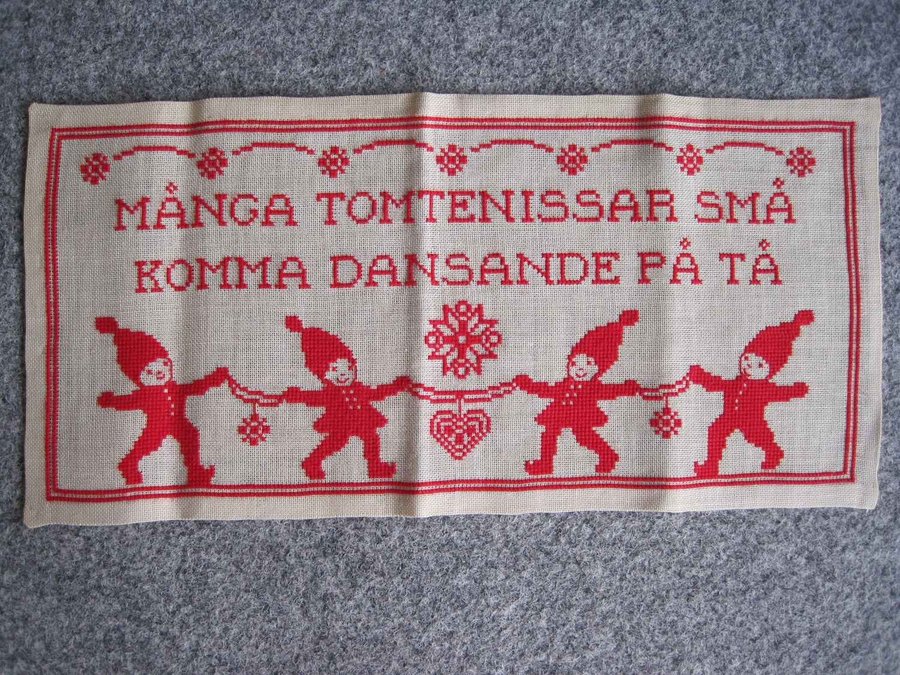 MÅNGA TOMTENISSAR SMÅ
KOMMA DANSANDE PÅ TÅ